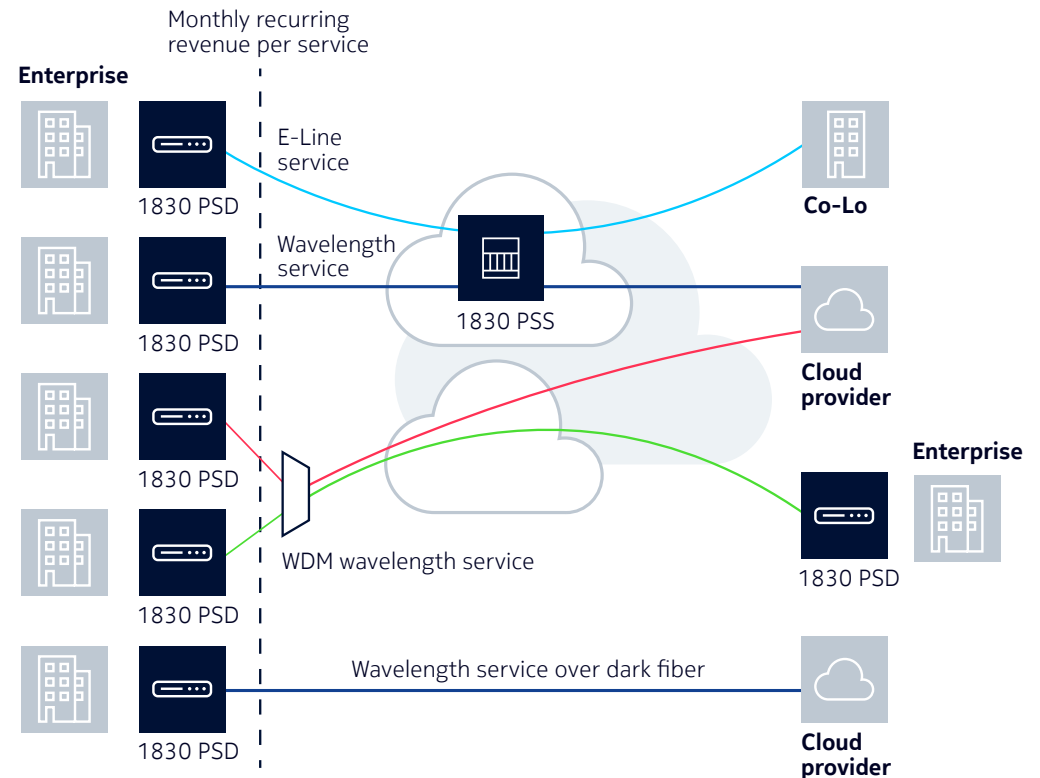 Monthly recurring
revenue per service
Enterprise
E-Line
service
1830 PSD
Co-Lo
Wavelength
service
1830 PSD
1830 PSS
Cloud
provider
1830 PSD
Enterprise
WDM wavelength service
1830 PSD
1830 PSD
Wavelength service over dark fiber
1830 PSD
Cloud
provider